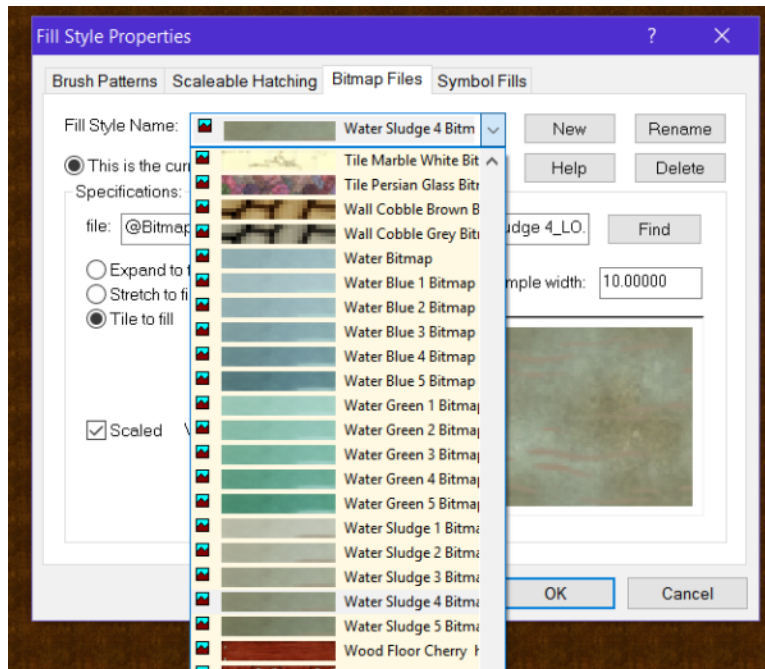 Fill Style Properties
? ×
Brush Patterns Scaleable Hatching Bitmap Files Symbol Fills
Fill Style Name: Water Sludge 4 Bitm New Rename
This is the curr Help Delete
Specifications:
file: @Bitmap udge 4_LO. Find
Expand to f
Stretch to fi mple width: 10.00000
Tile to fill
Scaled
Tile Marble White Bit
Tile Persian Glass Bitr
Wall Cobble Brown B
Wall Cobble Grey Bitr
Water Bitmap
Water Blue 1 Bitmap
Water Blue 2 Bitmap
Water Blue 3 Bitmap
Water Blue 4 Bitmap
Water Blue 5 Bitmap
Water Green 1 Bitmap
Water Green 2 Bitmap
Water Green 3 Bitmap
Water Green 4 Bitmap
Water Green 5 Bitmap
Water Sludge 1 Bitma
Water Sludge 2 Bitma
Water Sludge 3 Bitma
Water Sludge 4 Bitma
Water Sludge 5 Bitma
Wood Floor Cherry
OK Cancel